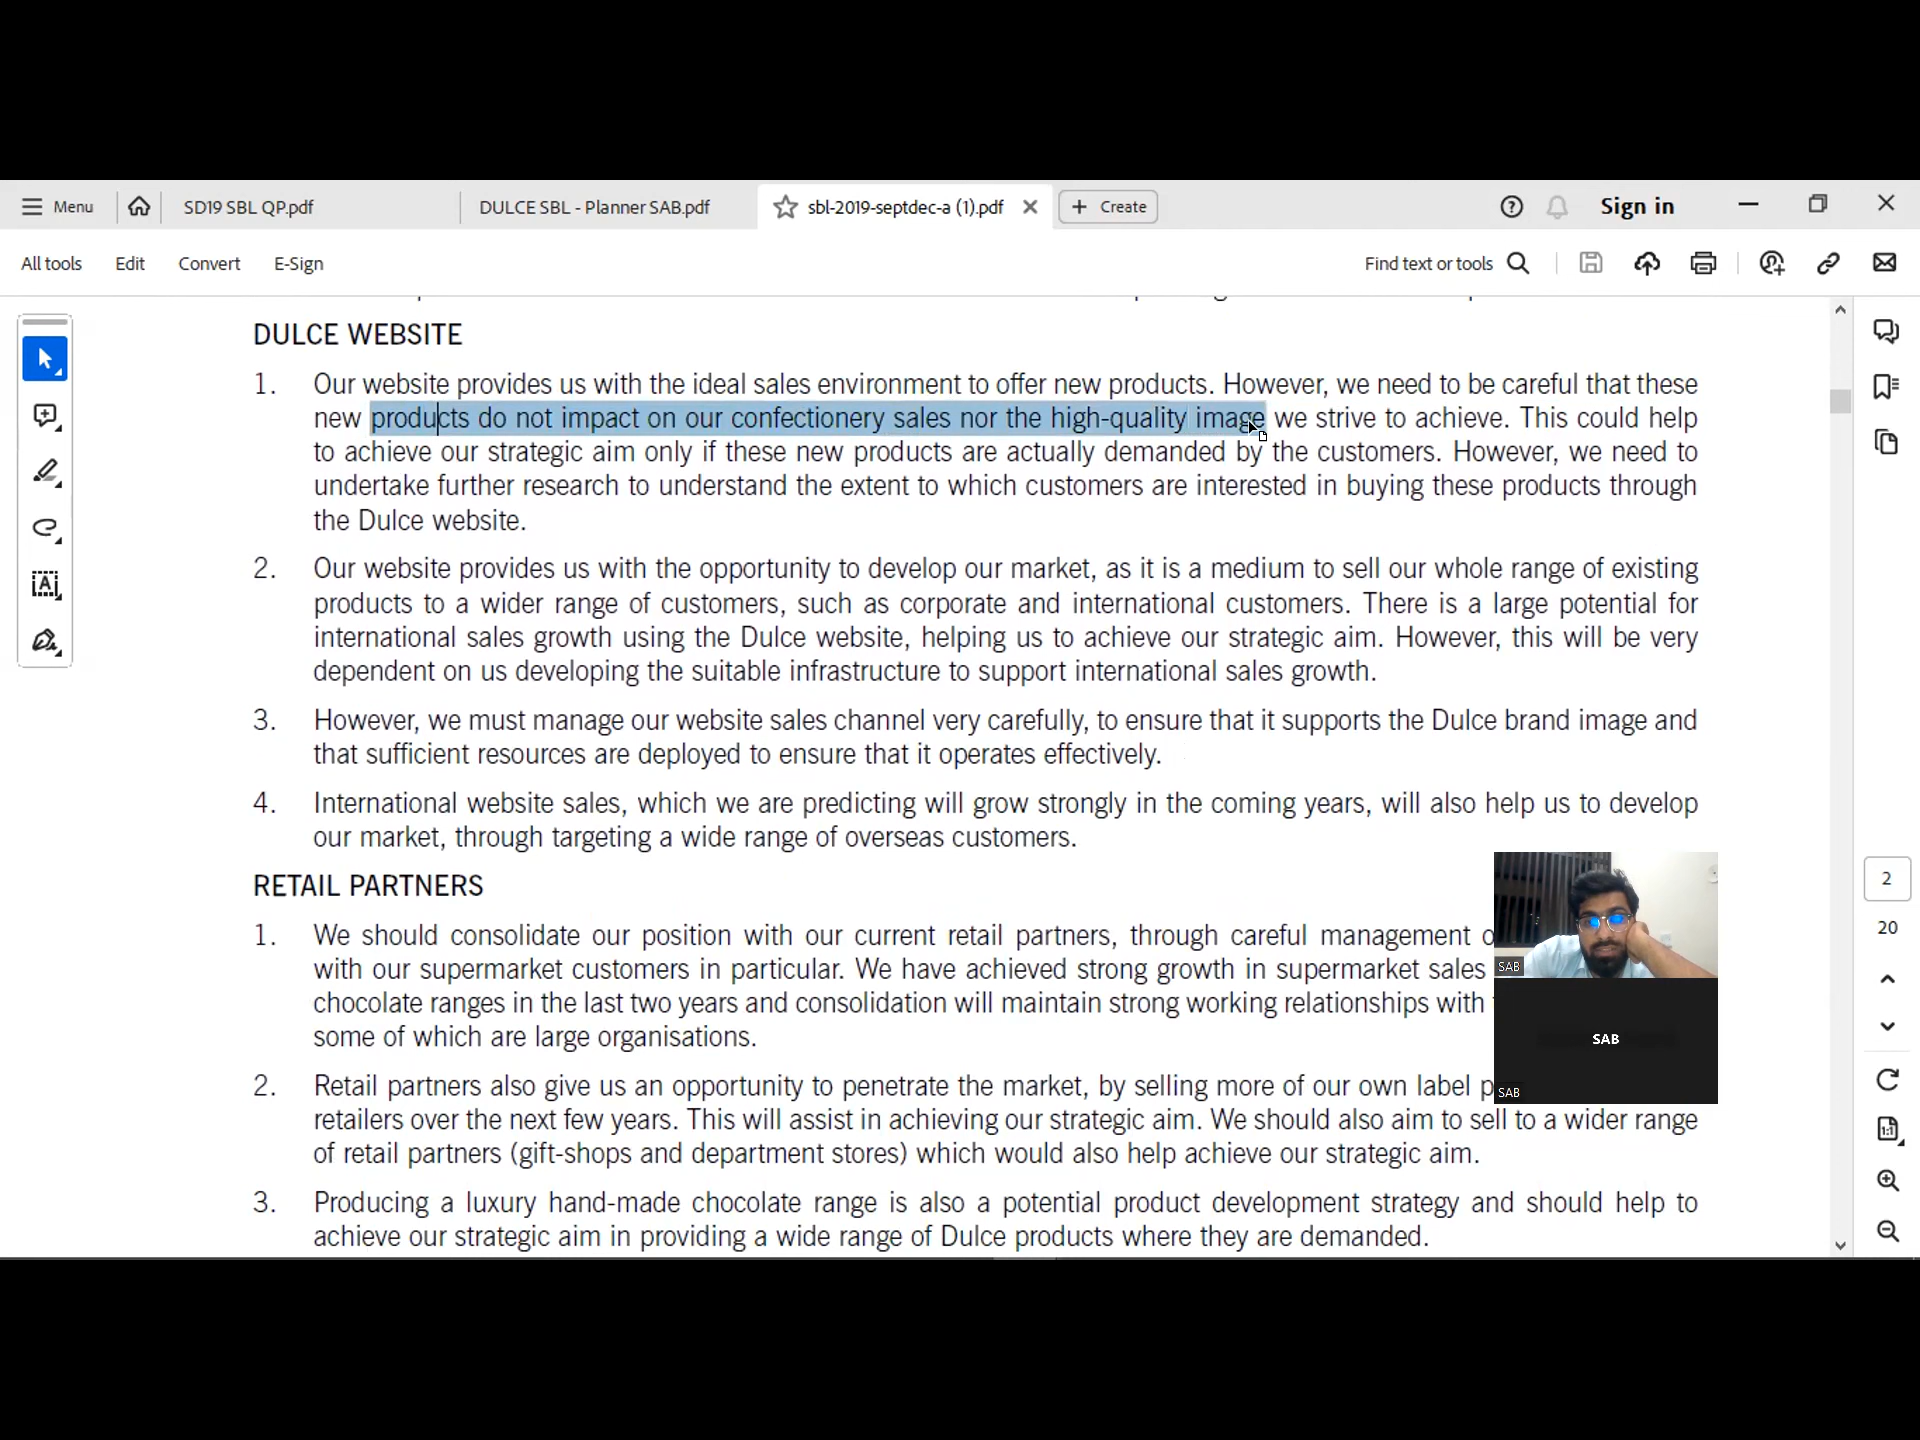 Menu
SD19 SBL QP.pdf
DULCE SBL - Planner SAB.pdf
sbl-2019-septdec-a (1).pdf
Create
Sign in
All tools
Edit
Convert
E-Sign
Find text or tools
DULCE WEBSITE
1. Our website provides us with the ideal sales environment to offer new products. However, we need to be careful that these
new products do not impact on our confectionery sales nor the high-quality image we strive to achieve. This could help
to achieve our strategic aim only if these new products are actually demanded by the customers. However, we need to
undertake further research to understand the extent to which customers are interested in buying these products through
the Dulce website.
2. Our website provides us with the opportunity to develop our market, as it is a medium to sell our whole range of existing
products to a wider range of customers, such as corporate and international customers. There is a large potential for
international sales growth using the Dulce website, helping us to achieve our strategic aim. However, this will be very
dependent on us developing the suitable infrastructure to support international sales growth.
3. However, we must manage our website sales channel very carefully, to ensure that it supports the Dulce brand image and
that sufficient resources are deployed to ensure that it operates effectively.
4. International website sales, which we are predicting will grow strongly in the coming years, will also help us to develop
our market, through targeting a wide range of overseas customers.
RETAIL PARTNERS
1. We should consolidate our position with our current retail partners, through careful management
with our supermarket customers in particular. We have achieved strong growth in supermarket sales
chocolate ranges in the last two years and consolidation will maintain strong working relationships with
some of which are large organisations.
2. Retail partners also give us an opportunity to penetrate the market, by selling more of our own label
retailers over the next few years. This will assist in achieving our strategic aim. We should also aim to sell to a wider range
of retail partners (gift-shops and department stores) which would also help achieve our strategic aim.
3. Producing a luxury hand-made chocolate range is also a potential product development strategy and should help to
achieve our strategic aim in providing a wide range of Dulce products where they are demanded.
SAB
SAB
SAB
2
20
1:1